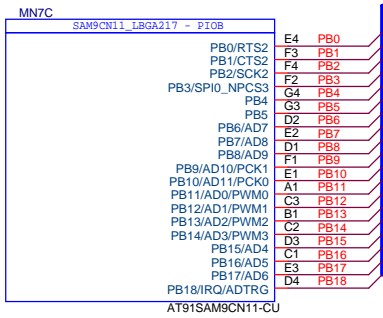 MN7C
SAM9CN11_LBGA217 - PIOB
PB0/RTS2 E4 PB0
PB1/CTS2 F3 PB1
PB2/SCK2 F4 PB2
PB3/SPI0_NPCS3 F2 PB3
PB4 G4 PB4
PB5 G3 PB5
PB6/AD7 D2 PB6
PB7/AD8 E2 PB7
PB8/AD9 D1 PB8
PB9/AD10/PCK1 F1 PB9
PB10/AD11/PCK0 E1 PB10
PB11/AD0/PWM0 A1 PB11
PB12/AD1/PWM1 C3 PB12
PB13/AD2/PWM2 B1 PB13
PB14/AD3/PWM3 C2 PB14
PB15/AD4 D3 PB15
PB16/AD5 C1 PB16
PB17/AD6 E3 PB17
PB18/IRQ/ADTRG D4 PB18
AT91SAM9CN11-CU